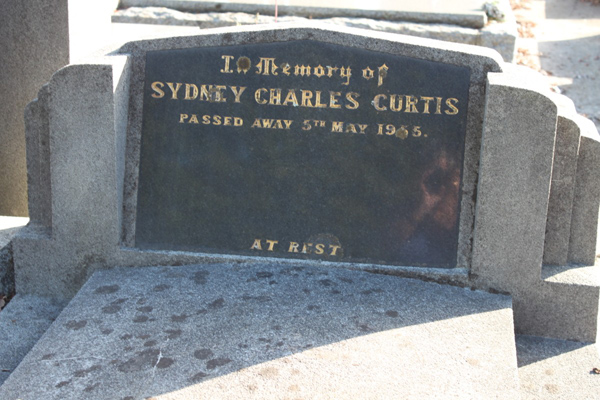 In Memory of
SYDNEY CHARLES CURTIS
PASSED AWAY 5TH MAY
AT REST